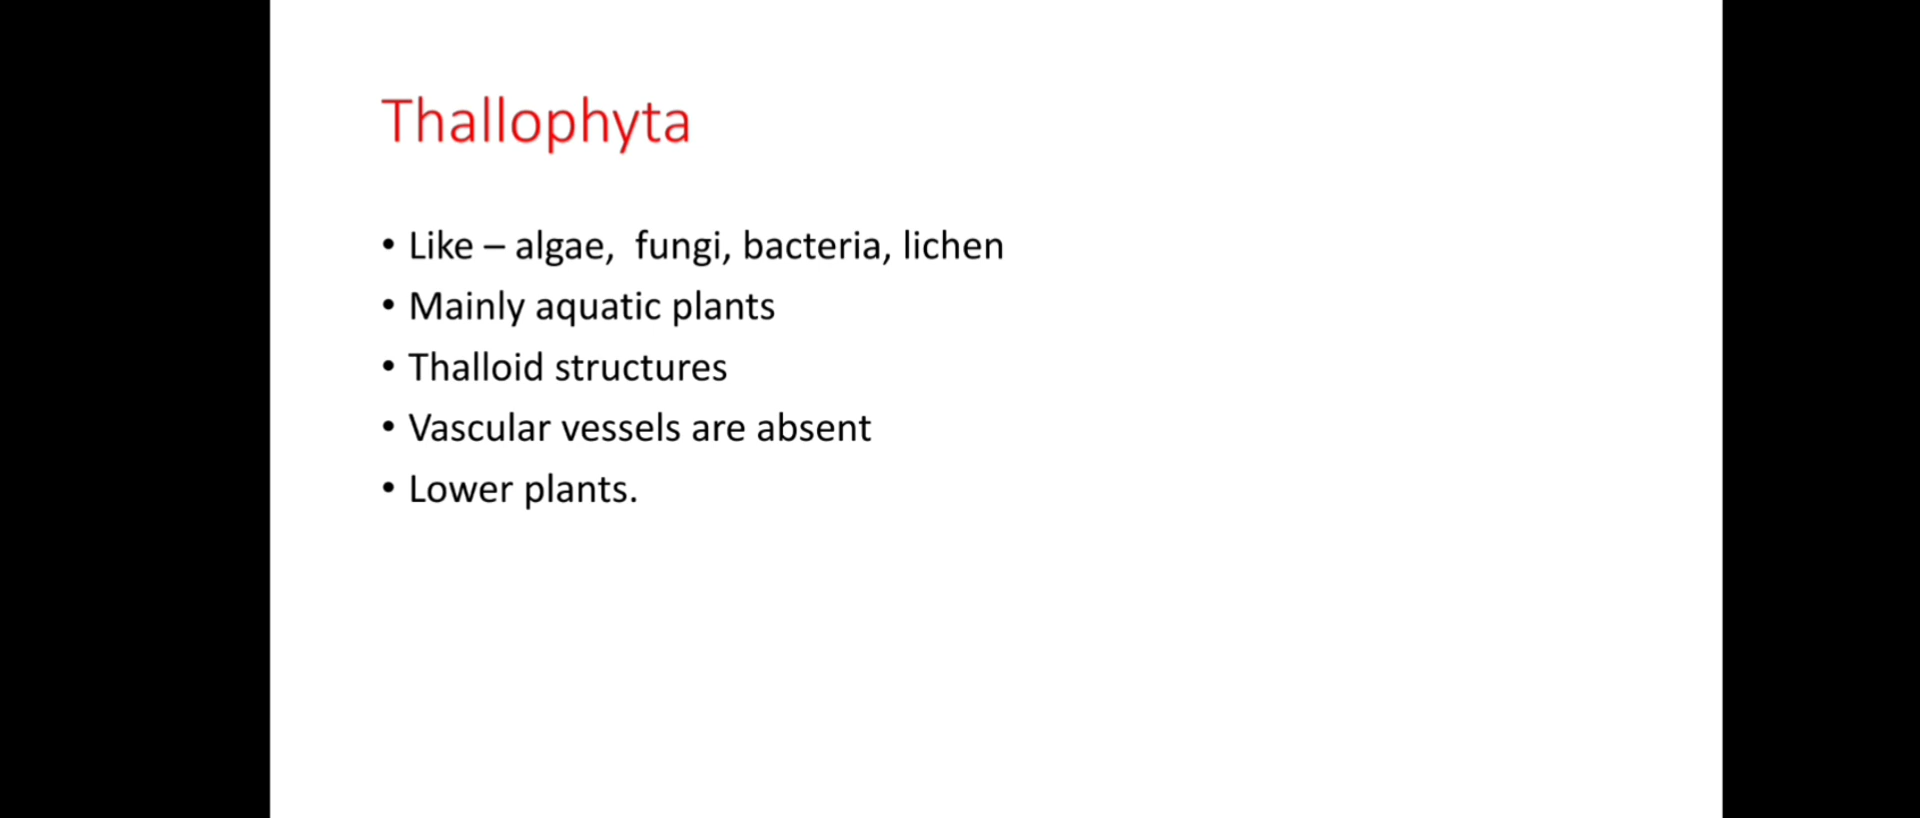 Thallophyta
• Like – algae,  fungi, bacteria, lichen
• Mainly aquatic plants
• Thalloid structures
• Vascular vessels are absent
• Lower plants.